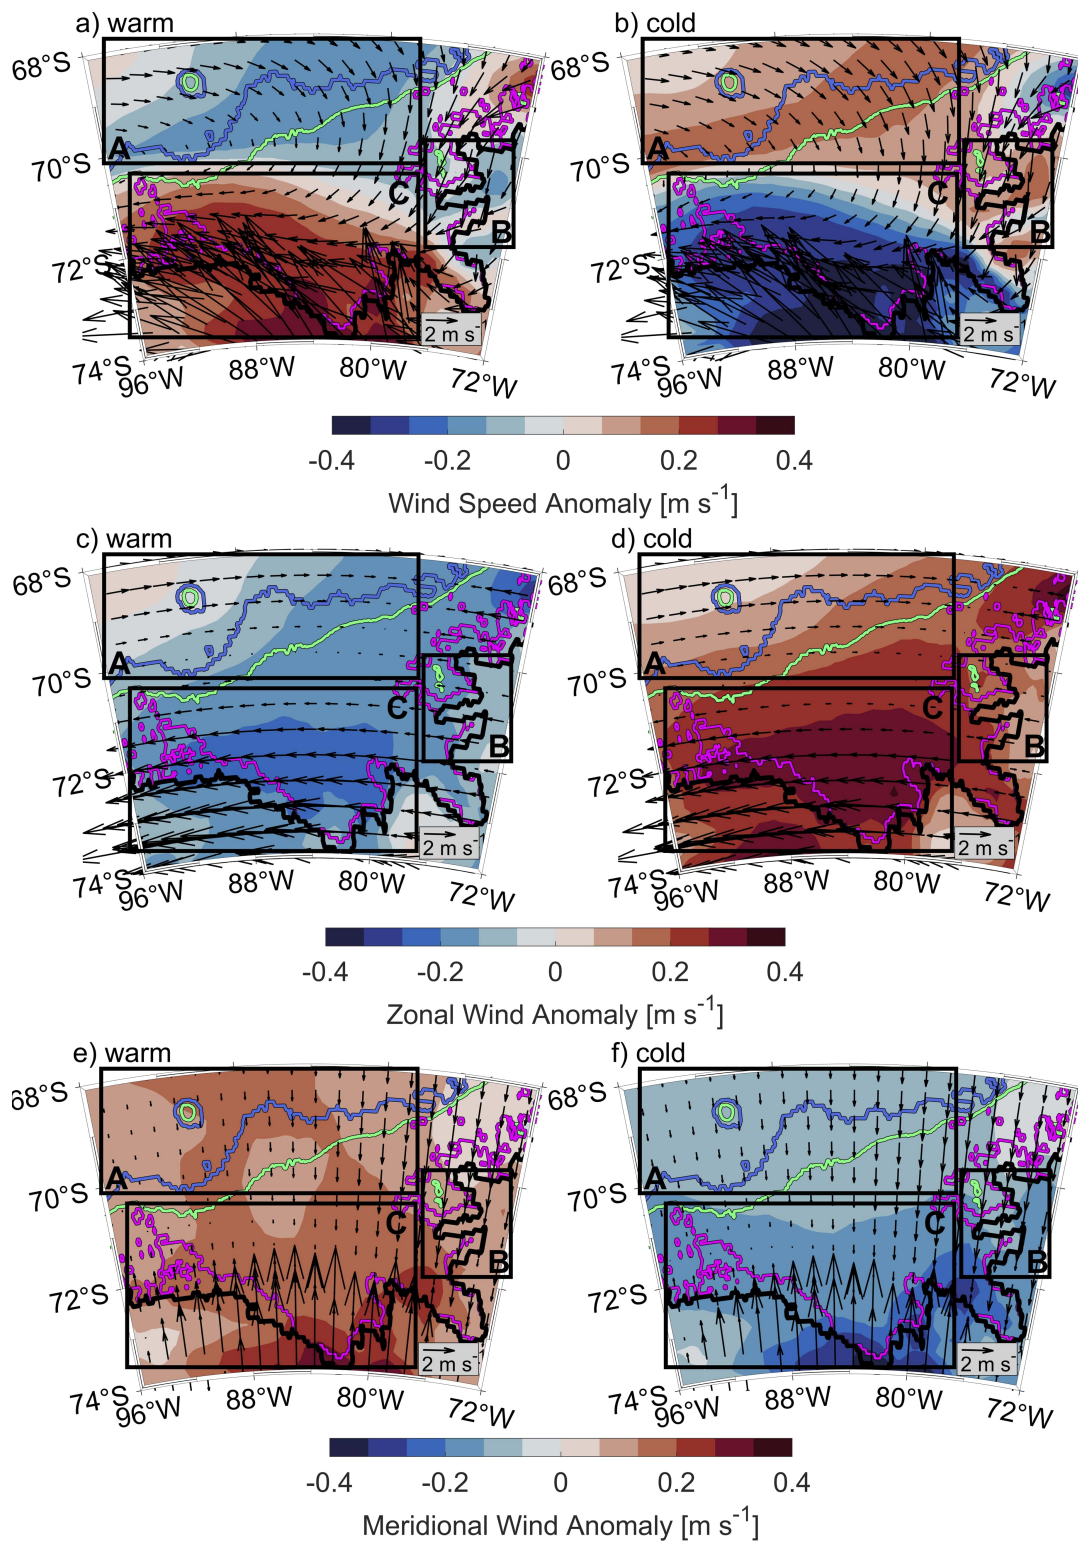 a) warm
b) cold
68°S
70°S
72°S
74°S
96°W
88°W
80°W
72°W
A
C
B
2 m s⁻
68°S
70°S
72°S
74°S
96°W
88°W
80°W
72°W
A
C
B
2 m s⁻
-0.4
-0.2
0
0.2
0.4
Wind Speed Anomaly [m s⁻¹]
c) warm
d) cold
68°S
70°S
72°S
74°S
96°W
88°W
80°W
72°W
A
C
B
2 m s⁻
68°S
70°S
72°S
74°S
96°W
88°W
80°W
72°W
A
C
B
2 m s⁻
-0.4
-0.2
0
0.2
0.4
Zonal Wind Anomaly [m s⁻¹]
e) warm
f) cold
68°S
70°S
72°S
74°S
96°W
88°W
80°W
72°W
A
C
B
2 m s⁻
68°S
70°S
72°S
74°S
96°W
88°W
80°W
72°W
A
C
B
2 m s⁻
-0.4
-0.2
0
0.2
0.4
Meridional Wind Anomaly [m s⁻¹]